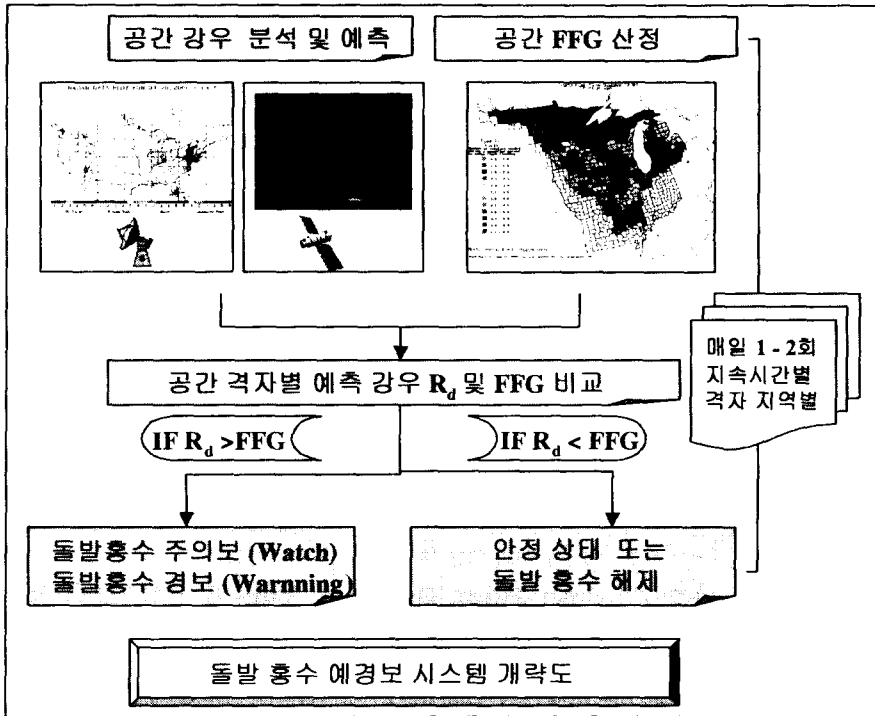 공간 강우 분석 및 예측
공간 FFG 산정
매일 1 - 2회
지속시간별
격자 지역별
공간 격자별 예측 강우 R_d 및 FFG 비교
IF R_d >FFG
IF R_d < FFG
돌발홍수 주의보 (Watch)
돌발홍수 경보 (Warnning)
안정 상태 또는
돌발 홍수 해제
돌발 홍수 예경보 시스템 개략도